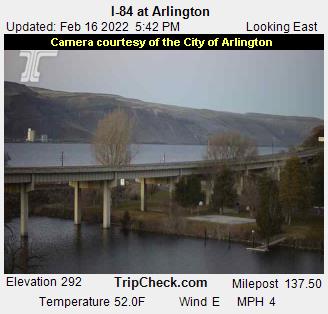 I-84 at Arlington
Updated: Feb 16 2022 5:42 PM Looking East
Camera courtesy of the City of Arlington
Elevation 292 TripCheck.com Milepost 137.50
Temperature 52.0F Wind E MPH 4